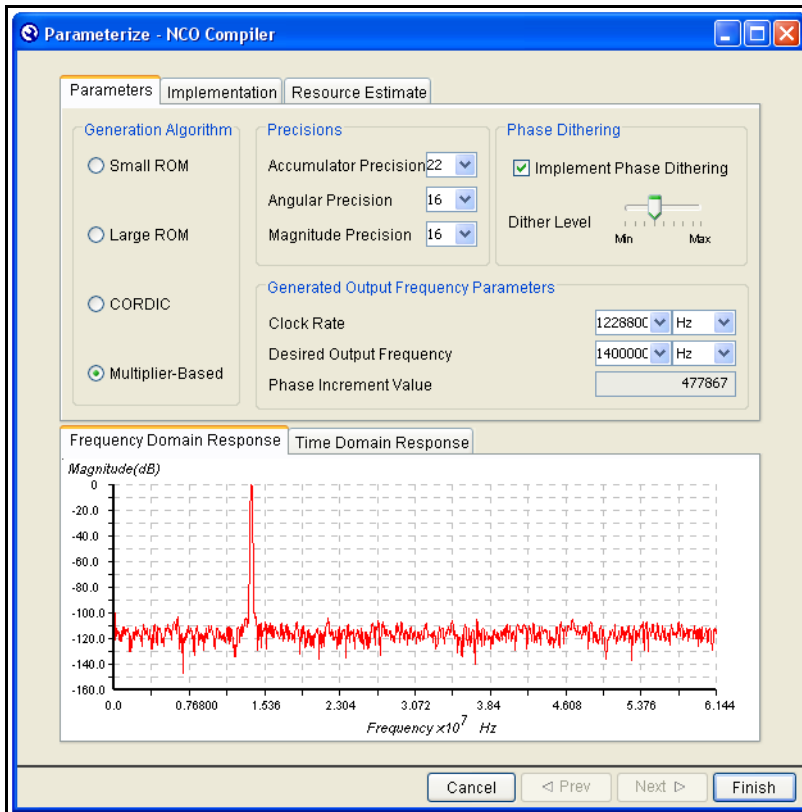 Parameterize - NCO Compiler
Parameters Implementation Resource Estimate
Generation Algorithm
Small ROM
Large ROM
CORDIC
Multiplier-Based
Precisions
Accumulator Precision 22
Angular Precision 16
Magnitude Precision 16
Phase Dithering
Implement Phase Dithering
Dither Level
Min Max
Generated Output Frequency Parameters
Clock Rate 1228800 Hz
Desired Output Frequency 1400000 Hz
Phase Increment Value 477867
Frequency Domain Response Time Domain Response
Magnitude(dB)
0
-20.0
-40.0
-60.0
-80.0
-100.0
-120.0
-140.0
-160.0
0.0 0.76800 1.536 2.304 3.072 3.84 4.608 5.376 6.144
Frequency x10^7 Hz
Cancel < Prev Next > Finish